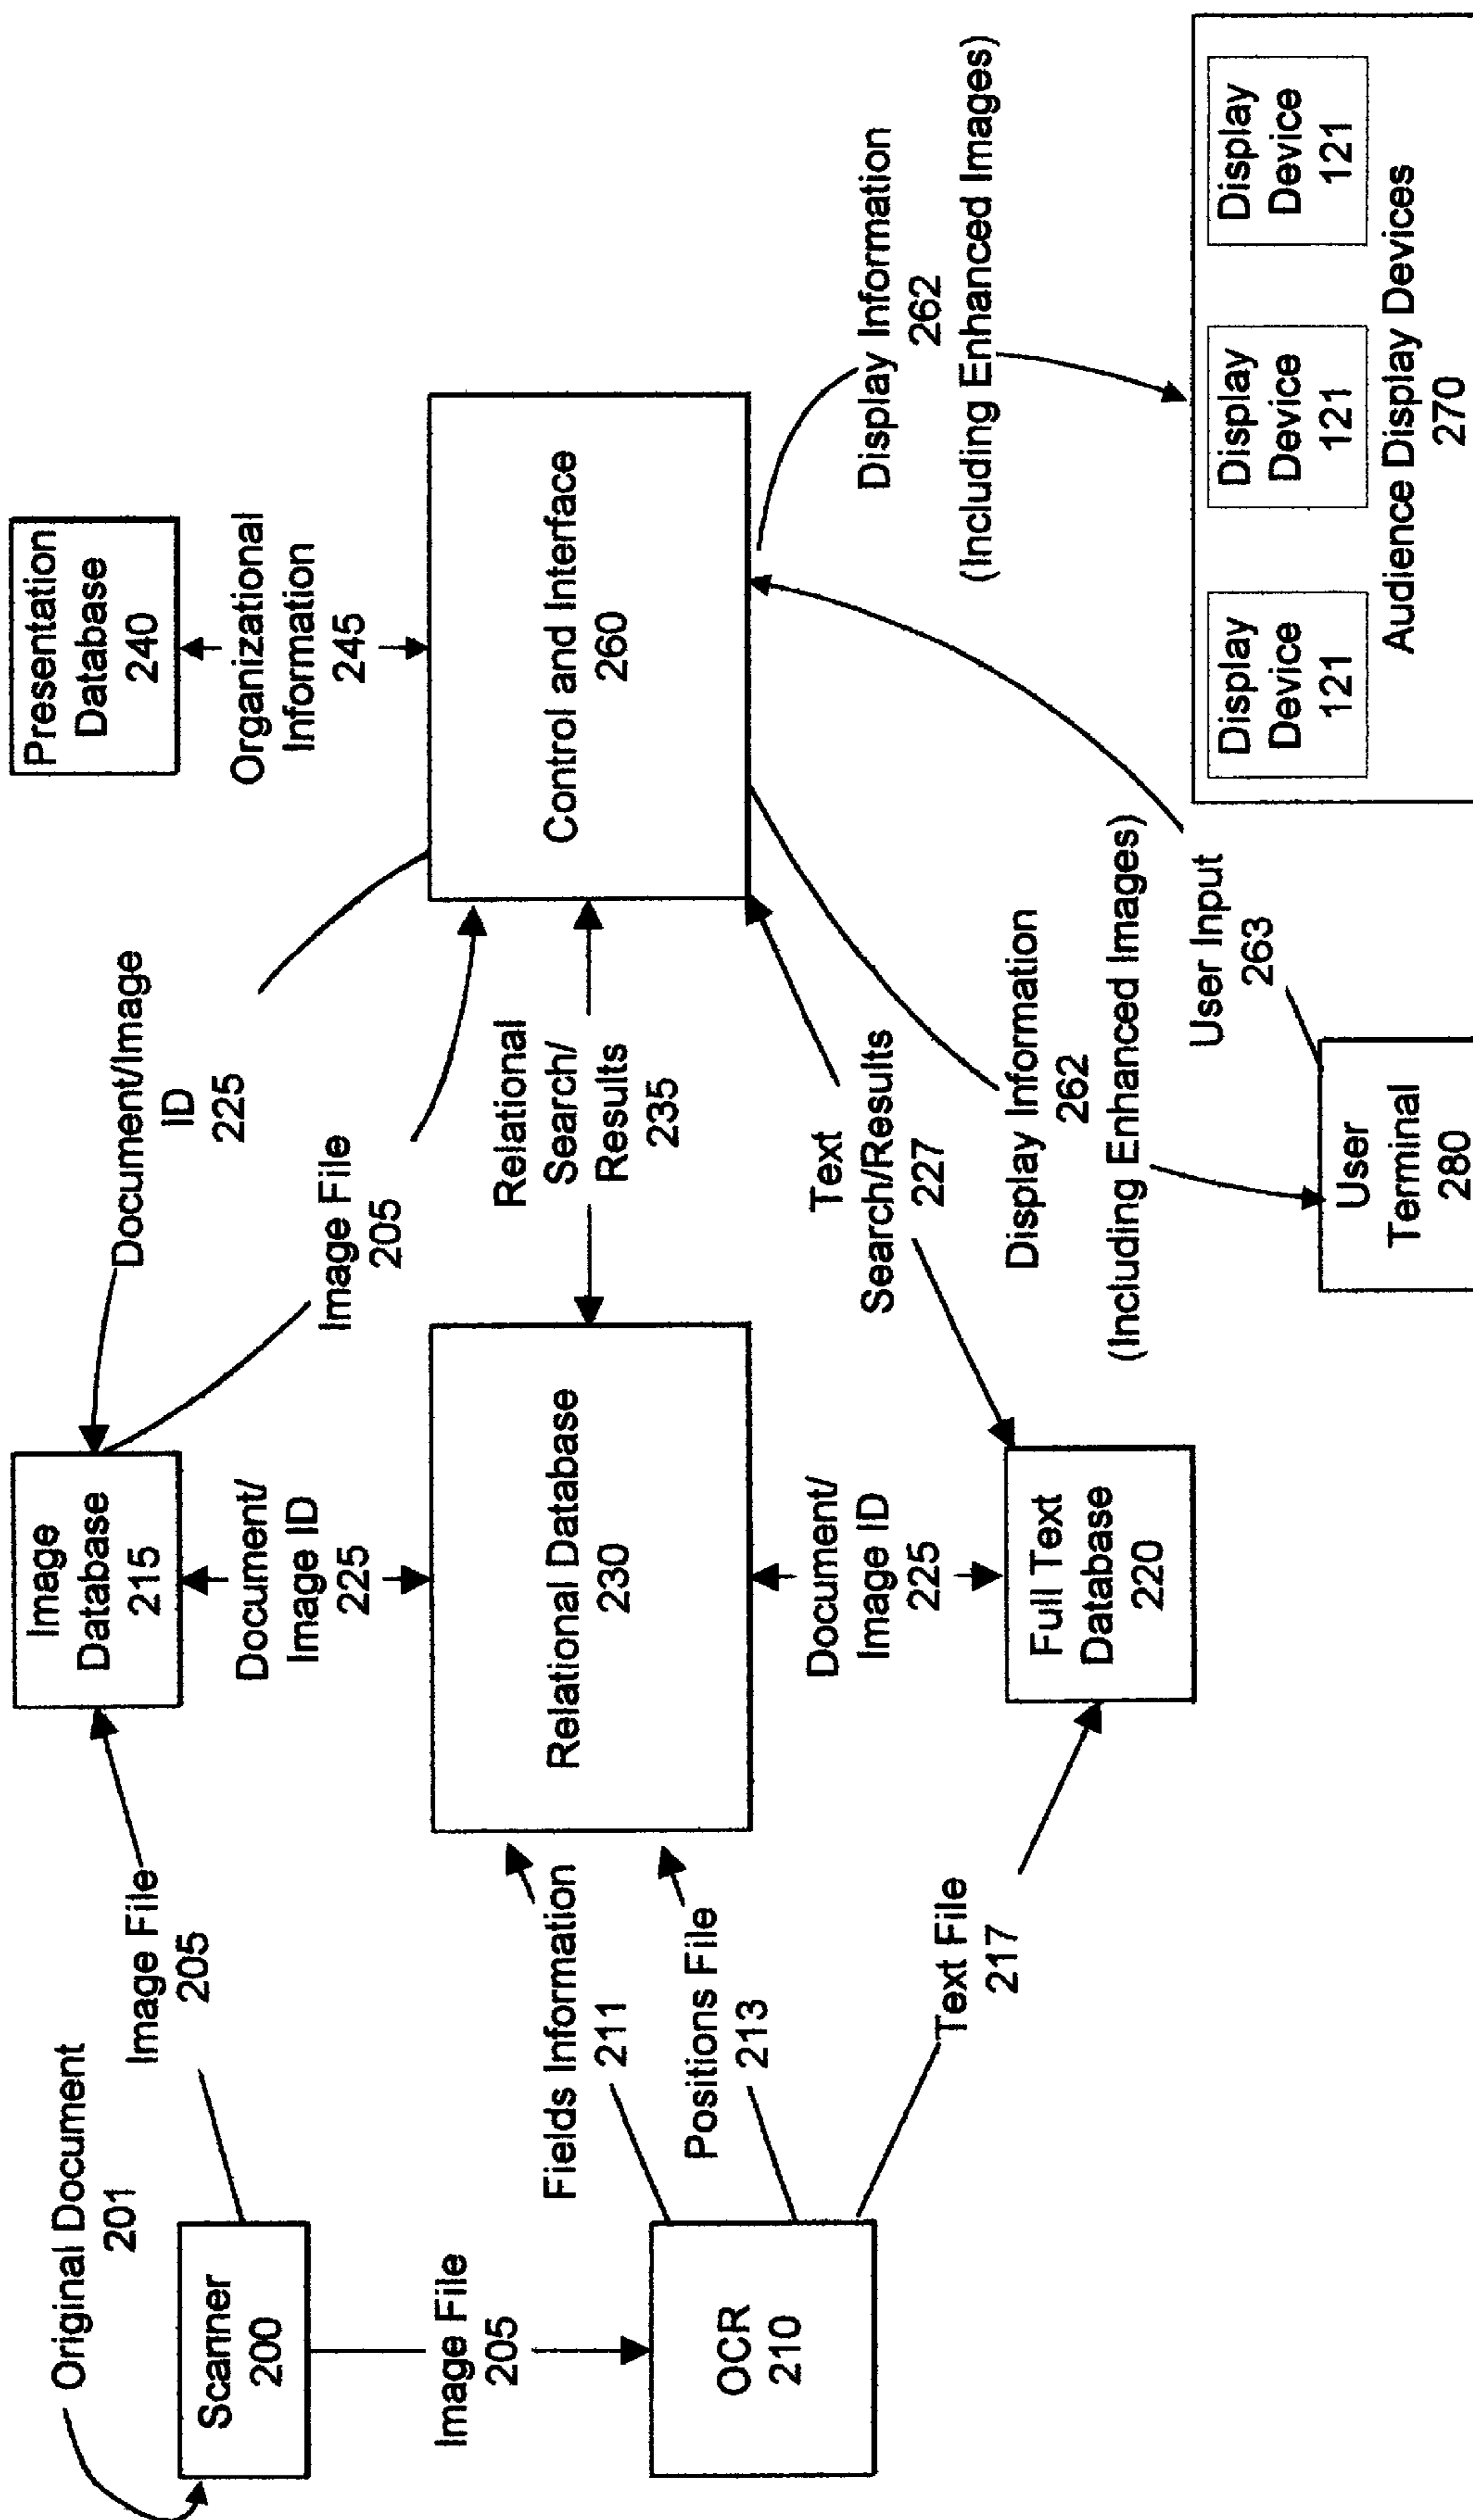 Original Document
201
Scanner
200
Image File
205
Image File
205
OCR
210
Fields Information
211
Positions File
213
Text File
217
Image
Database
215
Document/
Image ID
225
Relational Database
230
Document/
Image ID
225
Full Text
Database
220
Document/Image
ID
225
Image File
205
Relational
Search/
Results
235
Text
Search/Results
227
Presentation
Database
240
Organizational
Information
245
Control and Interface
260
Display Information
262
(Including Enhanced Images)
User Input
263
User
Terminal
280
Display Information
262
(Including Enhanced Images)
Display
Device
121
Display
Device
121
Display
Device
121
Audience Display Devices
270